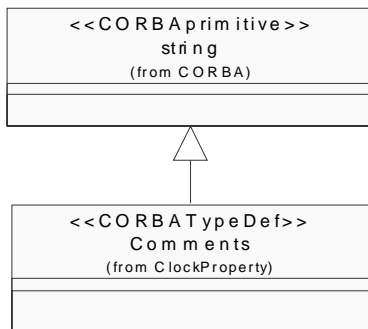 <<CORBAprimitive>>
string
(from CORBA)
<<CORBATypeDef>>
Comments
(from ClockProperty)